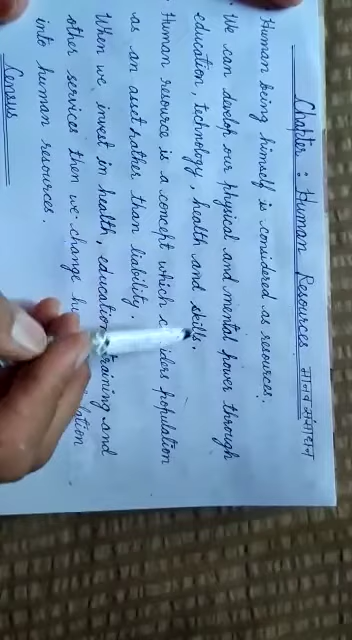 Chapter : Human Resources मानव संसाधन
Human being himself is considered as resources.
We can develop our physical and mental power through
education, technology, health and skills.
Human resource is a concept which population
as an asset rather than liability.
When we invest in health, education, training and
other services then we change
into human resources.
Census